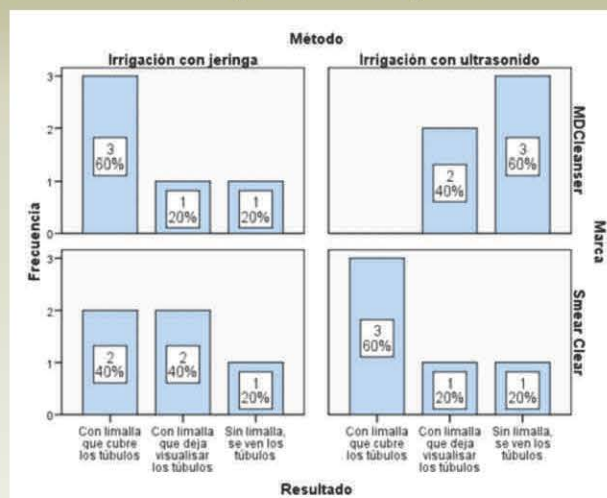 Método
Irrigación con jeringa
Irrigación con ultrasonido
3
2
1
0
3
60%
1
20%
1
20%
2
40%
3
60%
MDCleanser
3
2
1
0
2
40%
2
40%
1
20%
3
60%
1
20%
1
20%
Smear Clear
Frecuencia
Marca
Con limalla
que cubre
los túbulos
Con limalla
que deja
visualisar
los túbulos
Sin limalla,
se ven los
túbulos
Con limalla
que cubre
los túbulos
Con limalla
que deja
visualisar
los túbulos
Sin limalla,
se ven los
túbulos
Resultado